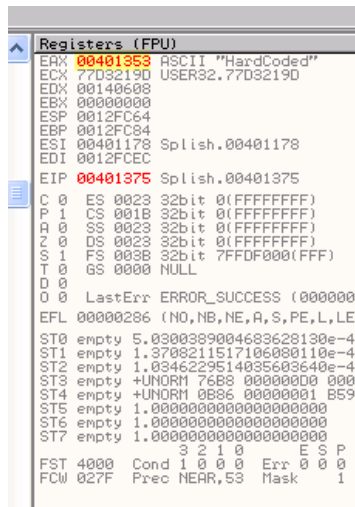 Registers (FPU)
EAX 00401353 ASCII "HardCoded"
ECX 77D3219D USER32.77D3219D
EDX 00140608
EBX 00000000
ESP 0012FC64
EBP 0012FC84
ESI 00401178 Splish.00401178
EDI 0012FCEC
EIP 00401375 Splish.00401375
C 0 ES 0023 32bit 0(FFFFFFFF)
P 1 CS 001B 32bit 0(FFFFFFFF)
A 0 SS 0023 32bit 0(FFFFFFFF)
Z 0 DS 0023 32bit 0(FFFFFFFF)
S 1 FS 003B 32bit 7FFDF000(FFF)
T 0 GS 0000 NULL
D 0
O 0 LastErr ERROR_SUCCESS (000000
EFL 00000286 (NO,NB,NE,A,S,PE,L,LE
ST0 empty 5.0300389004683628130e-4
ST1 empty 1.3708211517106080110e-4
ST2 empty 1.0346229514035603640e-4
ST3 empty +UNORM 76B8 000000D0 000
ST4 empty +UNORM 0B86 00000001 B59
ST5 empty 1.0000000000000000000
ST6 empty 1.0000000000000000000
ST7 empty 1.0000000000000000000
3 2 1 0 E S P
FST 4000 Cond 1 0 0 0 Err 0 0 0
FCW 027F Prec NEAR,53 Mask 1